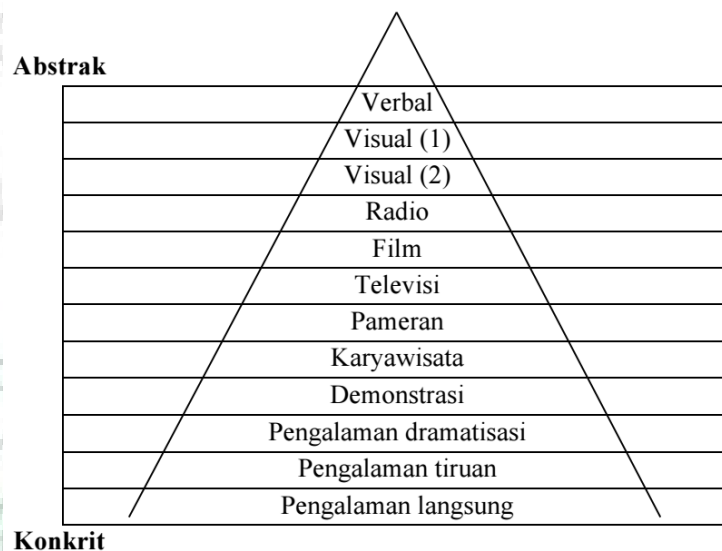 Abstrak
Verbal
Visual (1)
Visual (2)
Radio
Film
Televisi
Pameran
Karyawisata
Demonstrasi
Pengalaman dramatisasi
Pengalaman tiruan
Pengalaman langsung
Konkrit